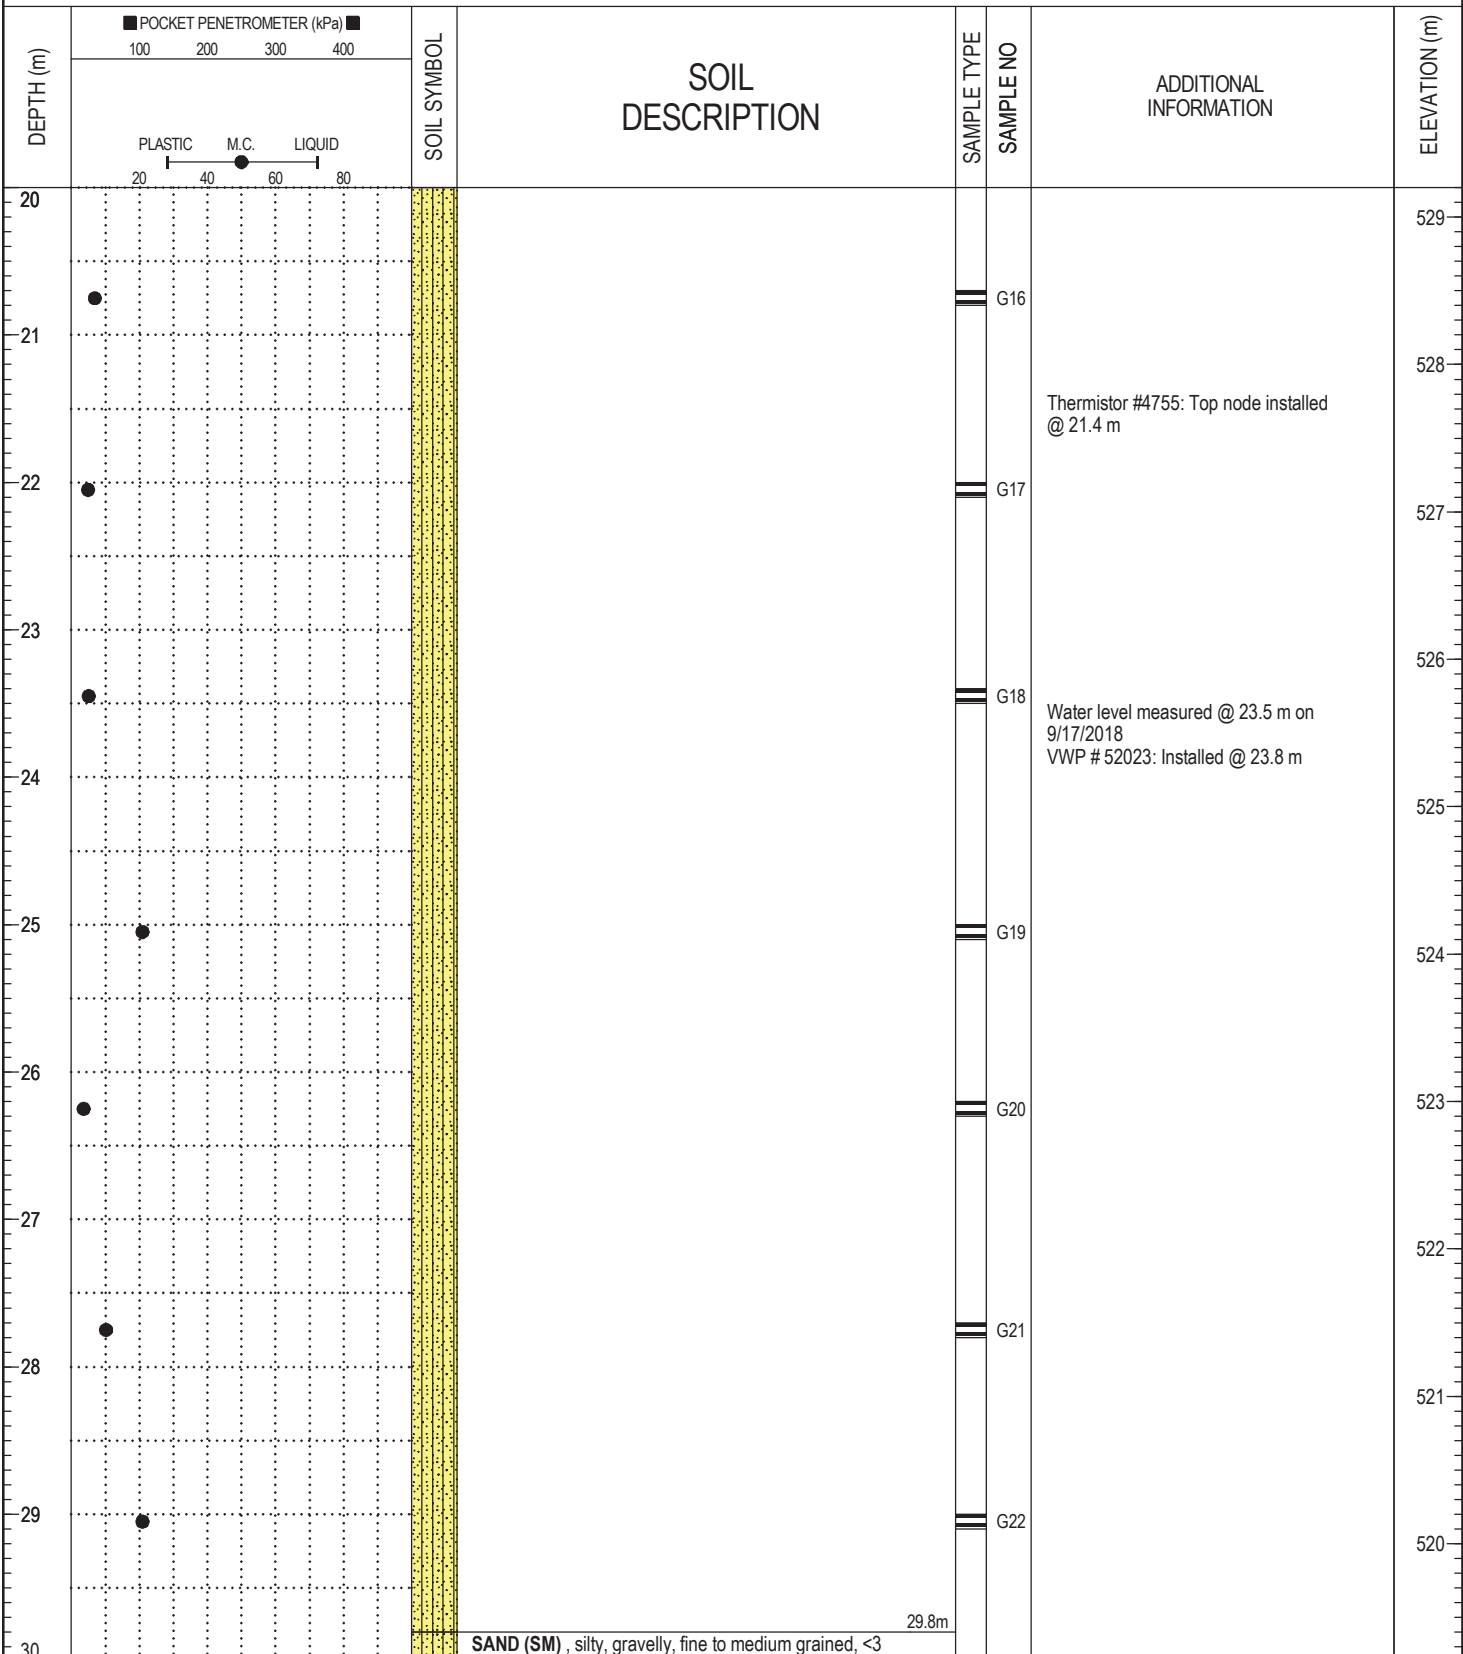 POCKET PENETROMETER (kPa)
100 200 300 400
DEPTH (m)
PLASTIC M.C. LIQUID
20 40 60 80
SOIL SYMBOL
SOIL
DESCRIPTION
SAMPLE TYPE
SAMPLE NO
ADDITIONAL
INFORMATION
ELEVATION (m)
20
529
G16
21
528
Thermistor #4755: Top node installed
@ 21.4 m
22
G17
527
23
526
G18
Water level measured @ 23.5 m on
9/17/2018
VWP # 52023: Installed @ 23.8 m
24
525
25
G19
524
26
G20
523
27
522
G21
28
521
29
G22
520
29.8m
30
SAND (SM) , silty, gravelly, fine to medium grained, <3